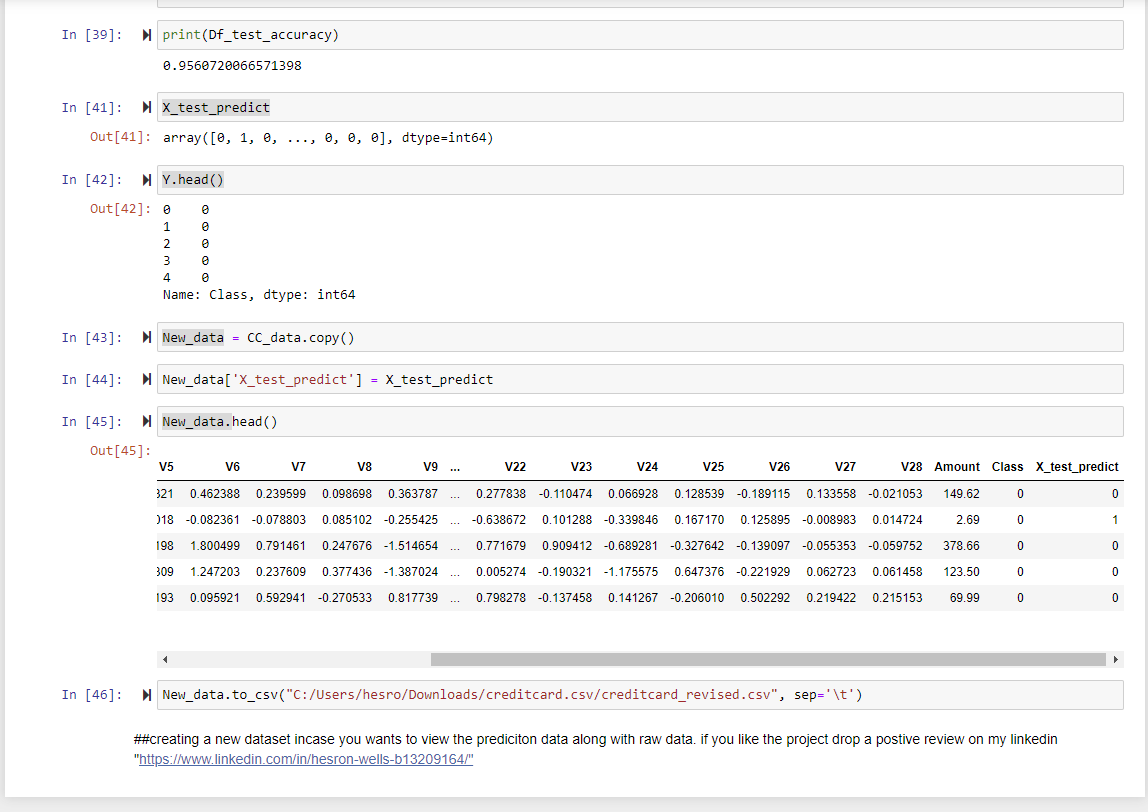 In [39]: print(Df_test_accuracy)
0.9560720066571398
In [41]: X_test_predict
Out[41]: array([0, 1, 0, ..., 0, 0, 0], dtype=int64)
In [42]: Y.head()
Out[42]: 0 0
1 0
2 0
3 0
4 0
Name: Class, dtype: int64
In [43]: New_data = CC_data.copy()
In [44]: New_data['X_test_predict'] = X_test_predict
In [45]: New_data.head()
Out[45]:
V5 V6 V7 V8 V9 ... V22 V23 V24 V25 V26 V27 V28 Amount Class X_test_predict
321 0.462388 0.239599 0.098698 0.363787 ... 0.277838 -0.110474 0.066928 0.128539 -0.189115 0.133558 -0.021053 149.62 0 0
018 -0.082361 -0.078803 0.085102 -0.255425 ... -0.638672 0.101288 -0.339846 0.167170 0.125895 -0.008983 0.014724 2.69 0 1
198 1.800499 0.791461 0.247676 -1.514654 ... 0.771679 0.909412 -0.689281 -0.327642 -0.139097 -0.055353 -0.059752 378.66 0 0
309 1.247203 0.237609 0.377436 -1.387024 ... 0.005274 -0.190321 -1.175575 0.647376 -0.221929 0.062723 0.061458 123.50 0 0
193 0.095921 0.592941 -0.270533 0.817739 ... 0.798278 -0.137458 0.141267 -0.206010 0.502292 0.219422 0.215153 69.99 0 0
In [46]: New_data.to_csv("C:/Users/hesro/Downloads/creditcard.csv/creditcard_revised.csv", sep='\t')
##creating a new dataset incase you wants to view the prediciton data along with raw data. if you like the project drop a postive review on my linkedin
"https://www.linkedin.com/in/hesron-wells-b13209164/"